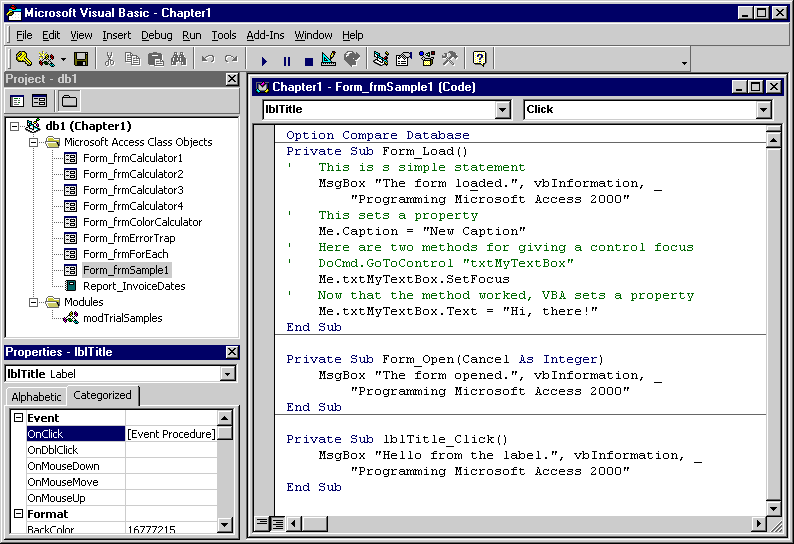 Microsoft Visual Basic - Chapter1
File Edit View Insert Debug Run Tools Add-Ins Window Help
Project - db1
db1 (Chapter1)
Microsoft Access Class Objects
Form_frmCalculator1
Form_frmCalculator2
Form_frmCalculator3
Form_frmCalculator4
Form_frmColorCalculator
Form_frmErrorTrap
Form_frmForEach
Form_frmSample1
Report_InvoiceDates
Modules
modTrialSamples
Properties - lblTitle
lblTitle Label
Alphabetic Categorized
Event
OnClick [Event Procedure]
OnDblClick
OnMouseDown
OnMouseMove
OnMouseUp
Format
BackColor 16777215
Chapter1 - Form_frmSample1 (Code)
lblTitle Click
Option Compare Database
Private Sub Form_Load()
' This is s simple statement
MsgBox "The form loaded.", vbInformation, _
"Programming Microsoft Access 2000"
' This sets a property
Me.Caption = "New Caption"
' Here are two methods for giving a control focus
' DoCmd.GoToControl "txtMyTextBox"
Me.txtMyTextBox.SetFocus
' Now that the method worked, VBA sets a property
Me.txtMyTextBox.Text = "Hi, there!"
End Sub
Private Sub Form_Open(Cancel As Integer)
MsgBox "The form opened.", vbInformation, _
"Programming Microsoft Access 2000"
End Sub
Private Sub lblTitle_Click()
MsgBox "Hello from the label.", vbInformation, _
"Programming Microsoft Access 2000"
End Sub